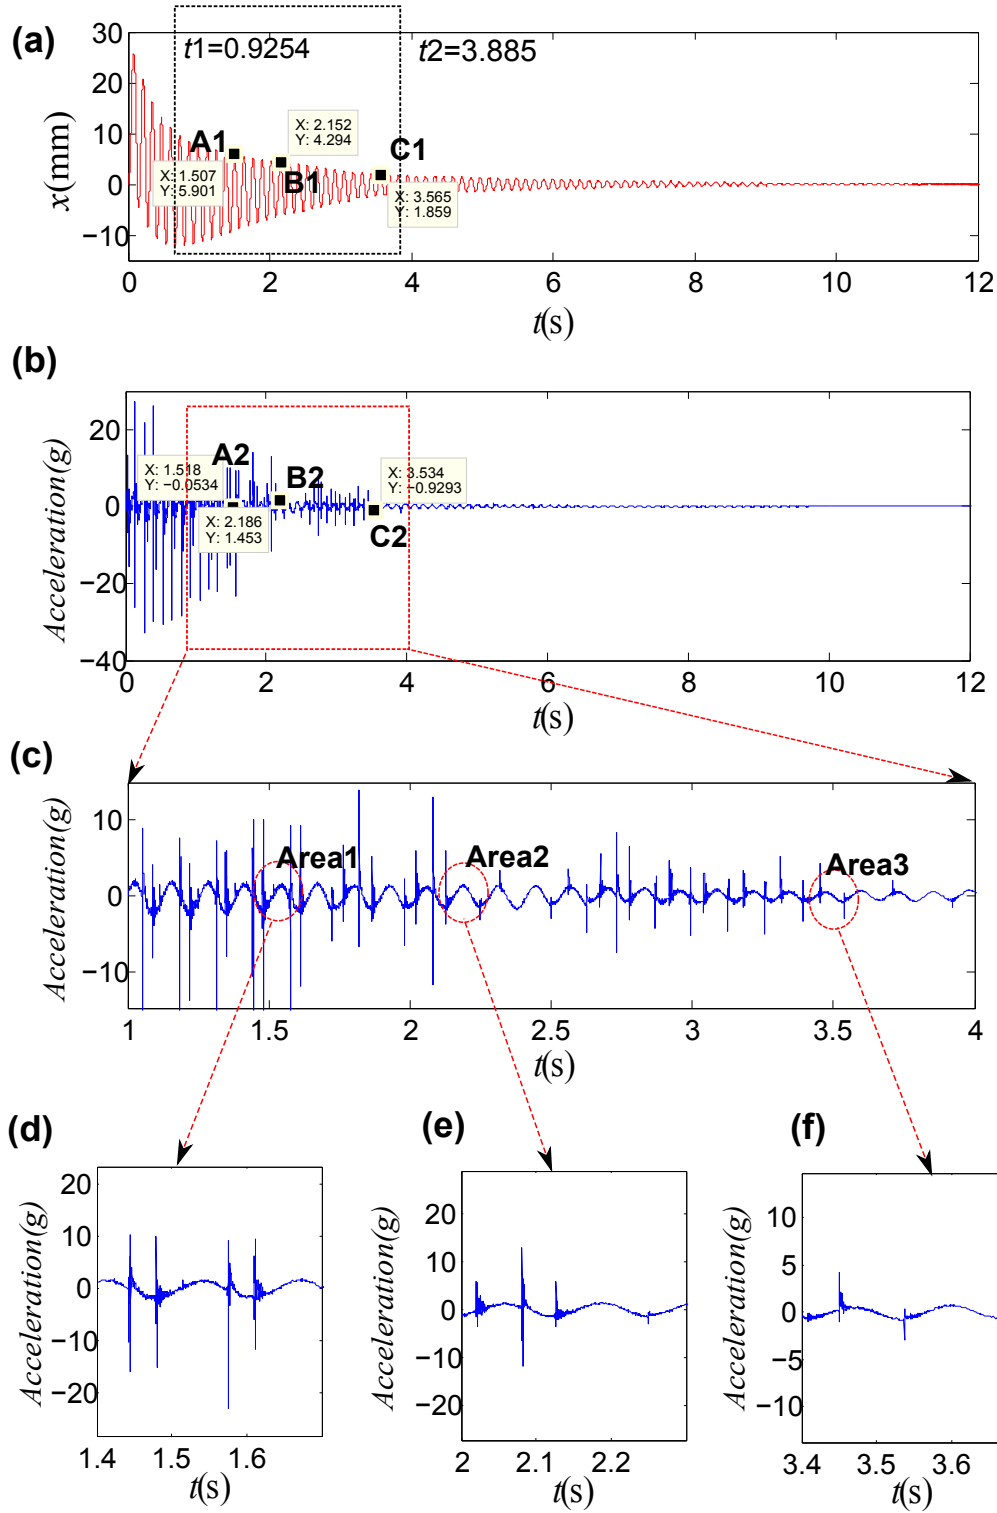 (a)
t1=0.9254
t2=3.885
30
20
10
0
−10
x(mm)
A1
X: 1.507
Y: 5.901
X: 2.152
Y: 4.294
B1
C1
X: 3.565
Y: 1.859
0
2
4
6
8
10
12
t(s)
(b)
20
0
−20
−40
Acceleration(g)
A2
X: 1.518
Y: −0.0534
X: 2.186
Y: 1.453
B2
X: 3.534
Y: −0.9293
C2
0
2
4
6
8
10
12
t(s)
(c)
10
0
−10
Acceleration(g)
Area1
Area2
Area3
1
1.5
2
2.5
3
3.5
4
t(s)
(d)
20
10
0
−10
−20
Acceleration(g)
1.4
1.5
1.6
t(s)
(e)
20
10
0
−10
−20
Acceleration(g)
2
2.1
2.2
t(s)
(f)
10
5
0
−5
−10
Acceleration(g)
3.4
3.5
3.6
t(s)